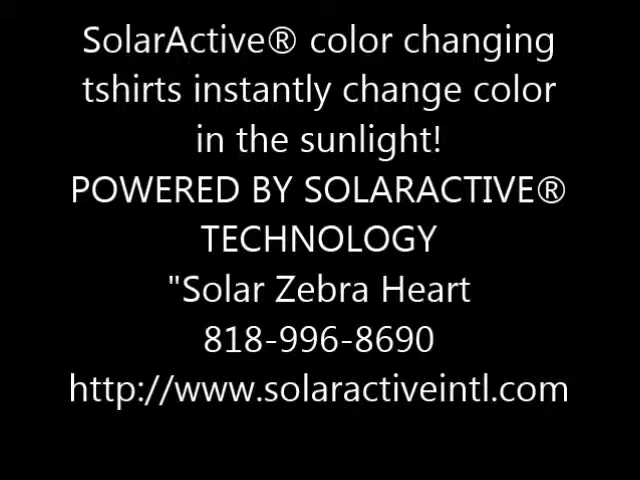 SolarActive® color changing
tshirts instantly change color
in the sunlight!
POWERED BY SOLARACTIVE®
TECHNOLOGY
"Solar Zebra Heart
818-996-8690
http://www.solaractiveintl.com